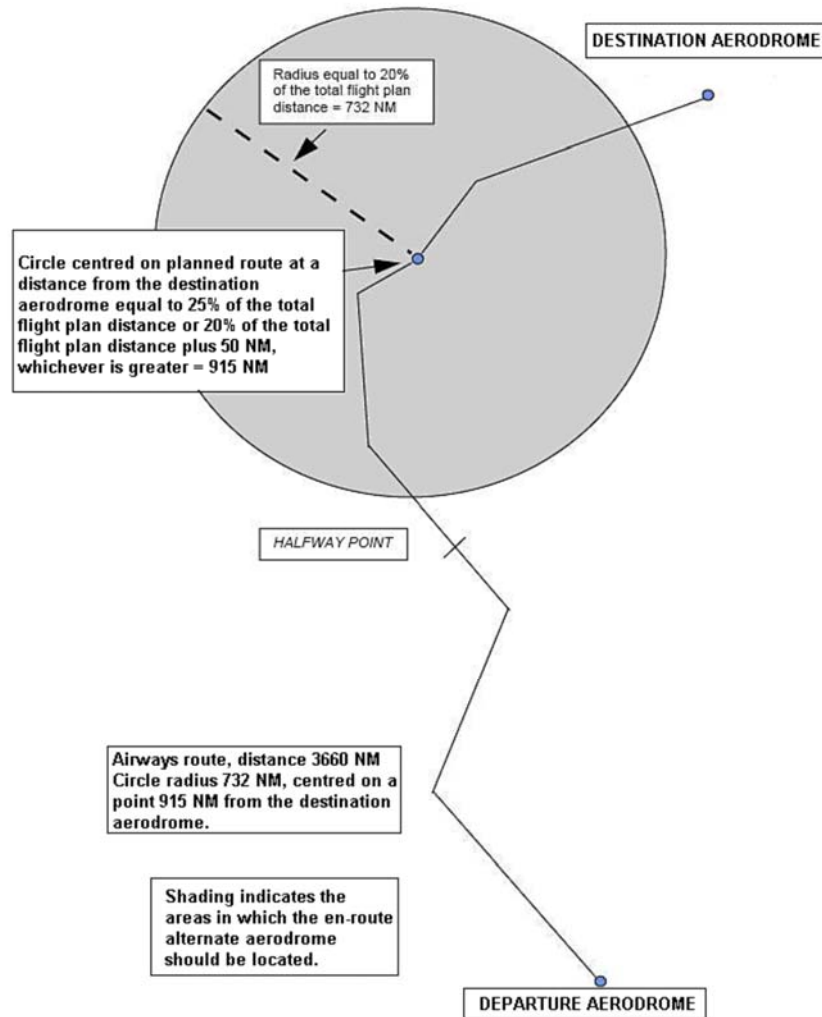 DESTINATION AERODROME
Radius equal to 20%
of the total flight plan
distance = 732 NM
Circle centred on planned route at a
distance from the destination
aerodrome equal to 25% of the total
flight plan distance or 20% of the total
flight plan distance plus 50 NM,
whichever is greater = 915 NM
HALFWAY POINT
Airways route, distance 3660 NM
Circle radius 732 NM, centred on a
point 915 NM from the destination
aerodrome.
Shading indicates the
areas in which the en-route
alternate aerodrome
should be located.
DEPARTURE AERODROME